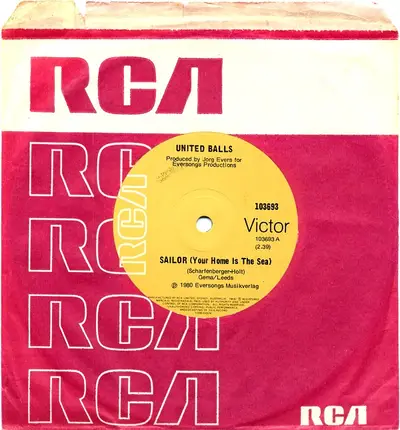 RCA
RCA
RCA
RCA
RCA
RCA
UNITED BALLS
Produced by Jorg Evers for
Eversongs Productions
RCA
103693
Victor
103693 A
(2:39)
SAILOR (Your Home Is The Sea)
(Scharfenberger-Holt)
Gema/Leeds
℗ 1980 Eversongs Musikverlag
RCA